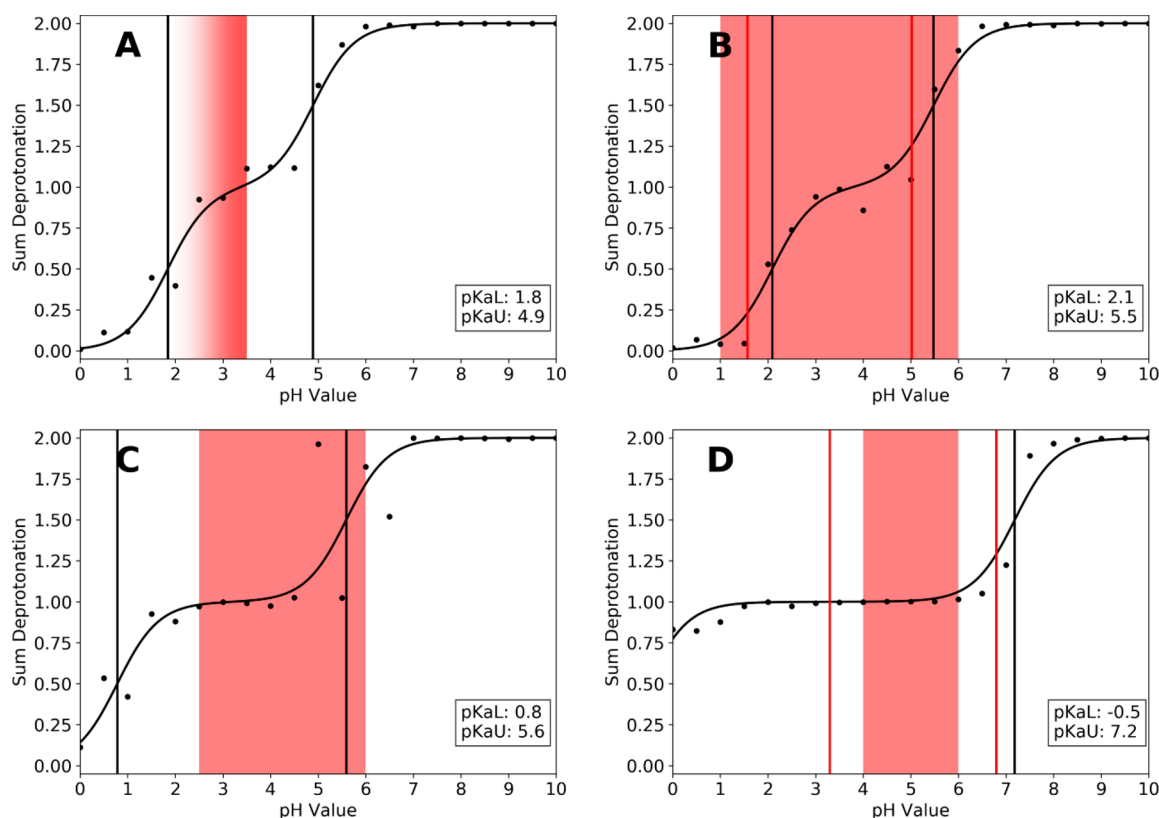 A
2.00
1.75
1.50
1.25
1.00
0.75
0.50
0.25
0.00
Sum Deprotonation
pKaL: 1.8
pKaU: 4.9
0 1 2 3 4 5 6 7 8 9 10
pH Value
B
2.00
1.75
1.50
1.25
1.00
0.75
0.50
0.25
0.00
Sum Deprotonation
pKaL: 2.1
pKaU: 5.5
0 1 2 3 4 5 6 7 8 9 10
pH Value
C
2.00
1.75
1.50
1.25
1.00
0.75
0.50
0.25
0.00
Sum Deprotonation
pKaL: 0.8
pKaU: 5.6
0 1 2 3 4 5 6 7 8 9 10
pH Value
D
2.00
1.75
1.50
1.25
1.00
0.75
0.50
0.25
0.00
Sum Deprotonation
pKaL: -0.5
pKaU: 7.2
0 1 2 3 4 5 6 7 8 9 10
pH Value